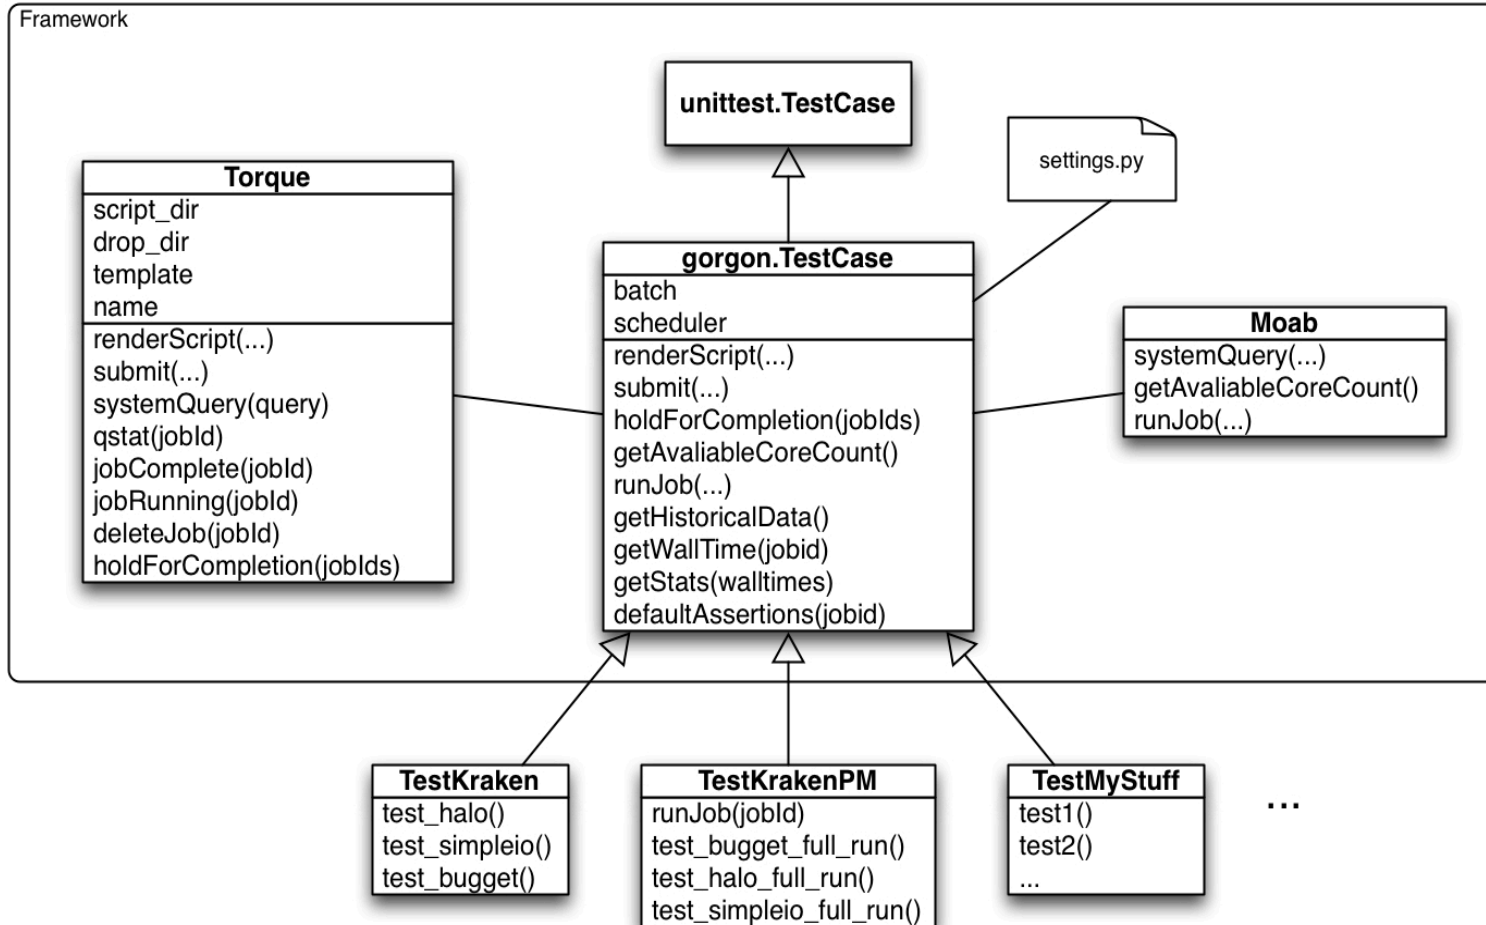 Framework
unittest.TestCase
settings.py
Torque
script_dir
drop_dir
template
name
renderScript(...)
submit(...)
systemQuery(query)
qstat(jobId)
jobComplete(jobId)
jobRunning(jobId)
deleteJob(jobId)
holdForCompletion(jobIds)
gorgon.TestCase
batch
scheduler
renderScript(...)
submit(...)
holdForCompletion(jobIds)
getAvaliableCoreCount()
runJob(...)
getHistoricalData()
getWallTime(jobid)
getStats(walltimes)
defaultAssertions(jobid)
Moab
systemQuery(...)
getAvaliableCoreCount()
runJob(...)
TestKraken
test_halo()
test_simpleio()
test_bugget()
TestKrakenPM
runJob(jobId)
test_bugget_full_run()
test_halo_full_run()
test_simpleio_full_run()
TestMyStuff
test1()
test2()
...
...